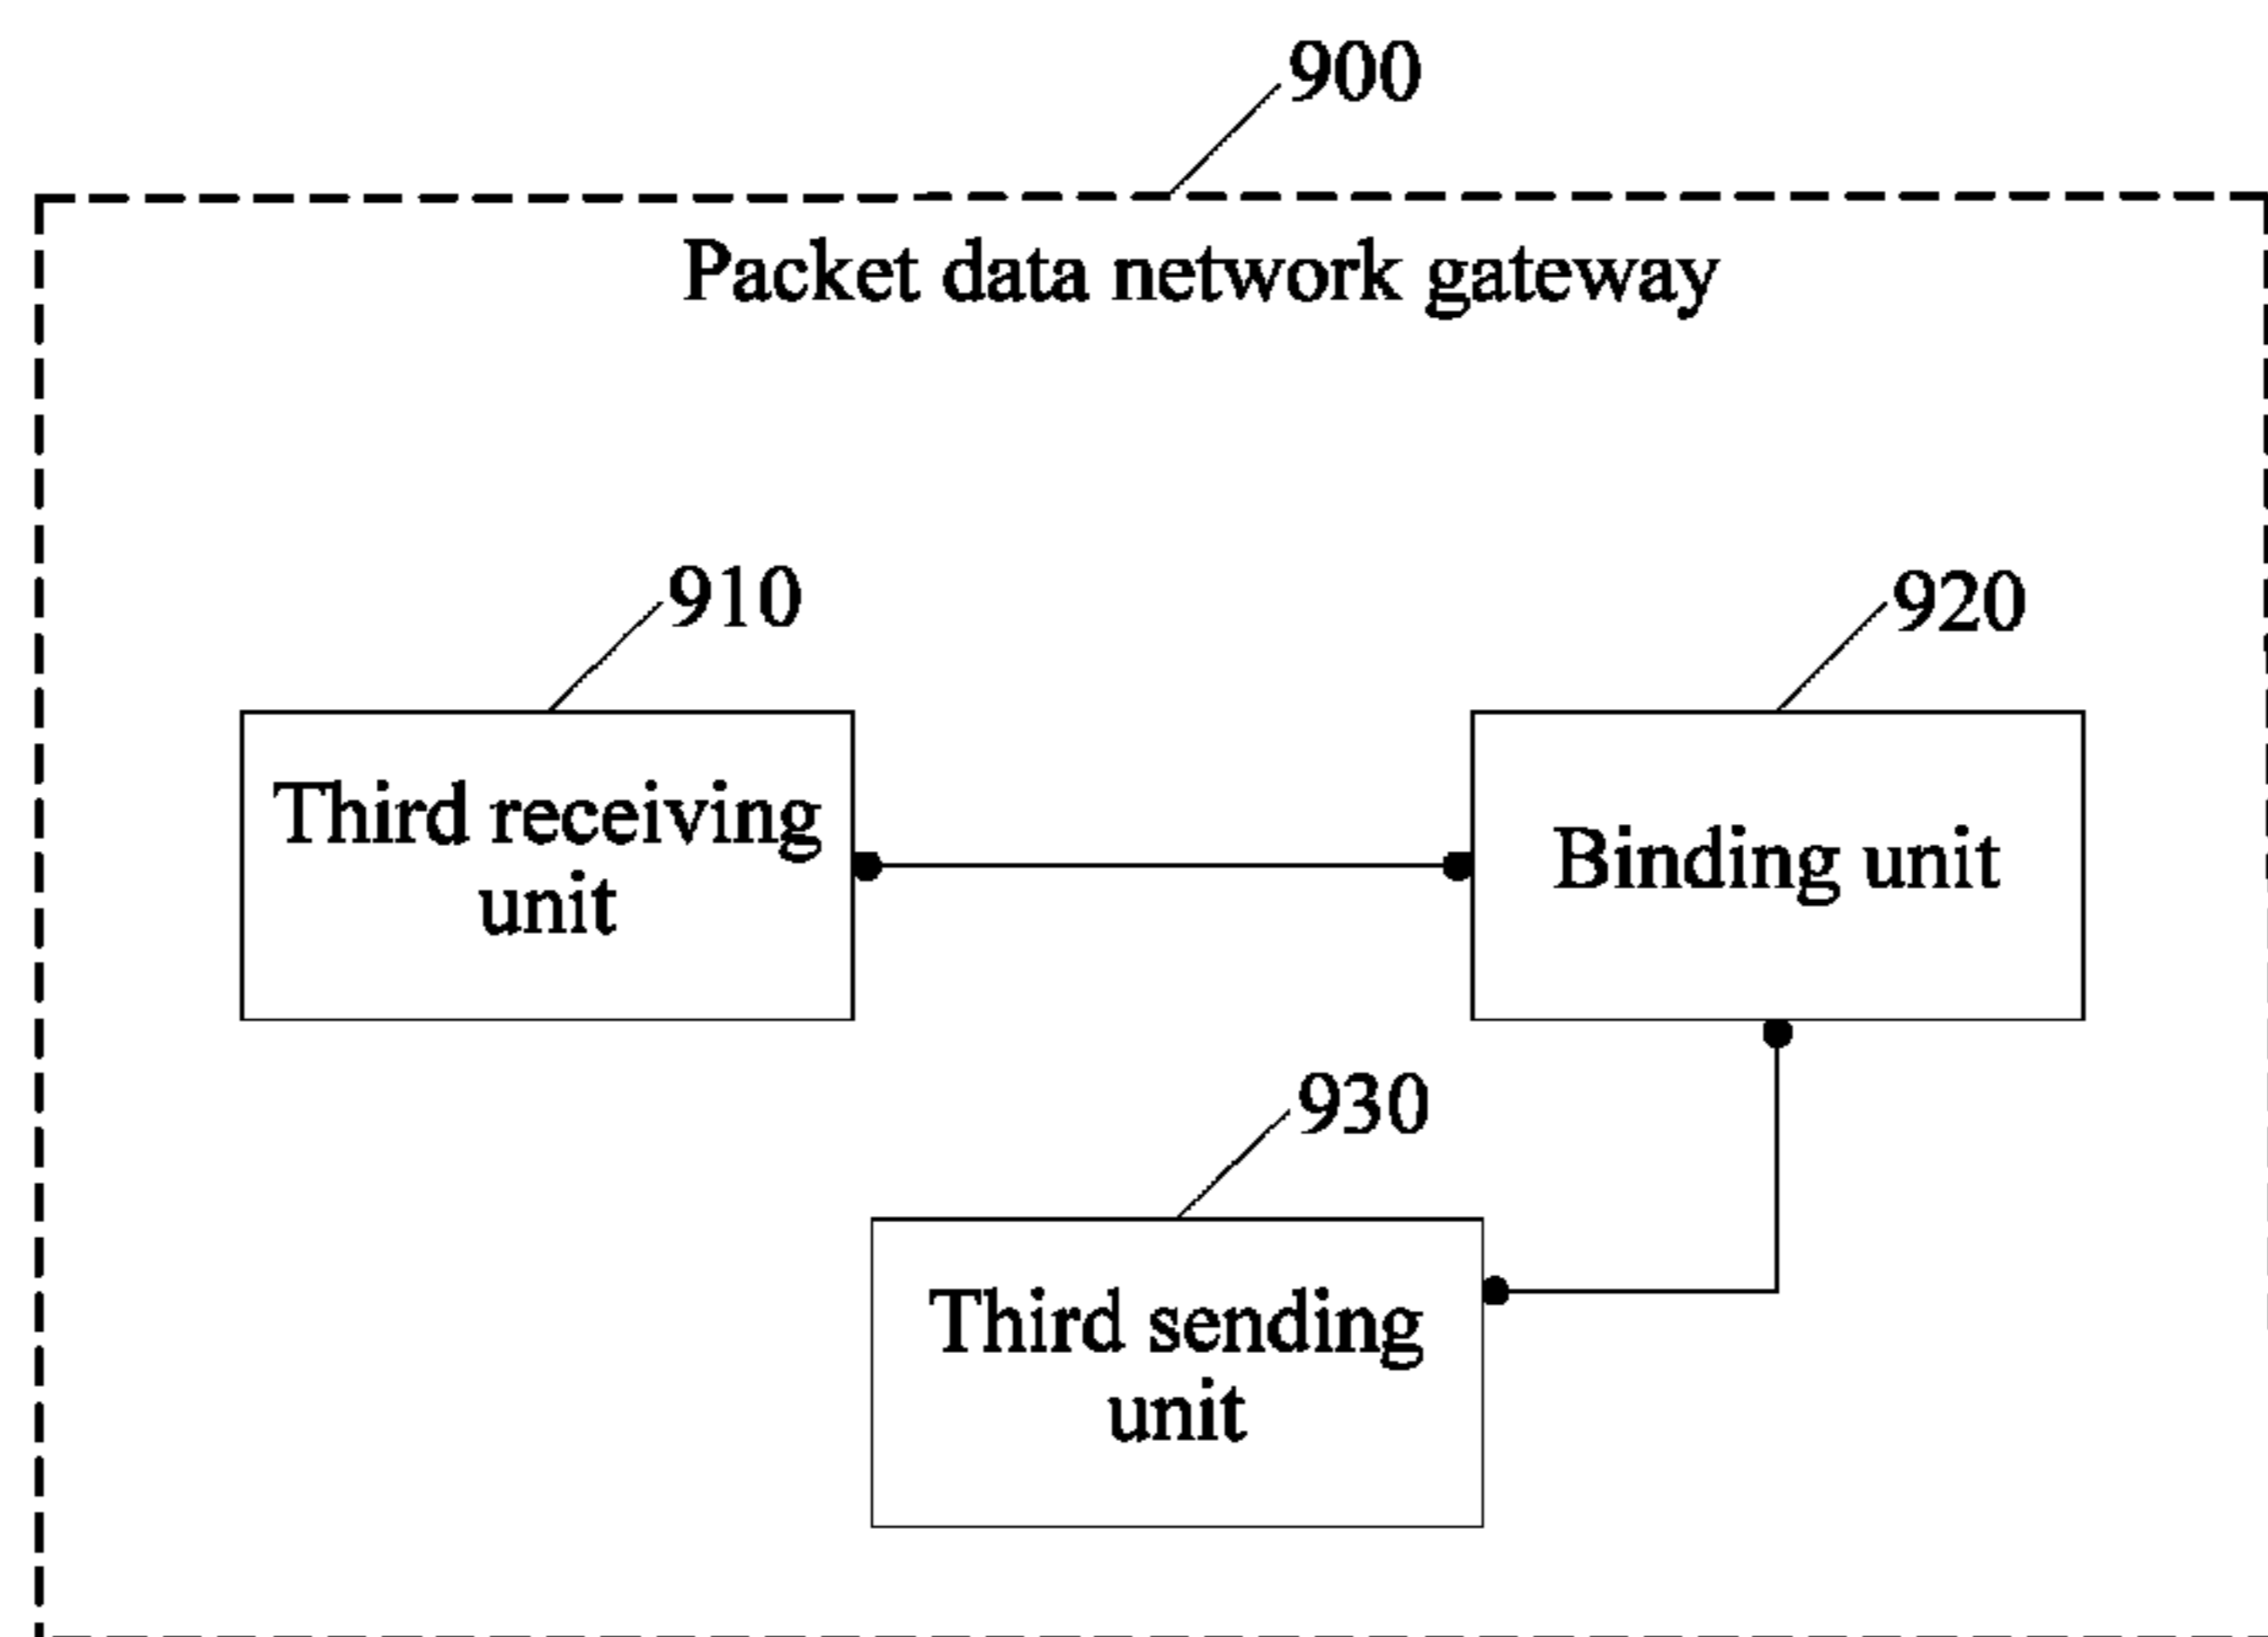 900
Packet data network gateway
910
920
Third receiving
unit
Binding unit
930
Third sending
unit